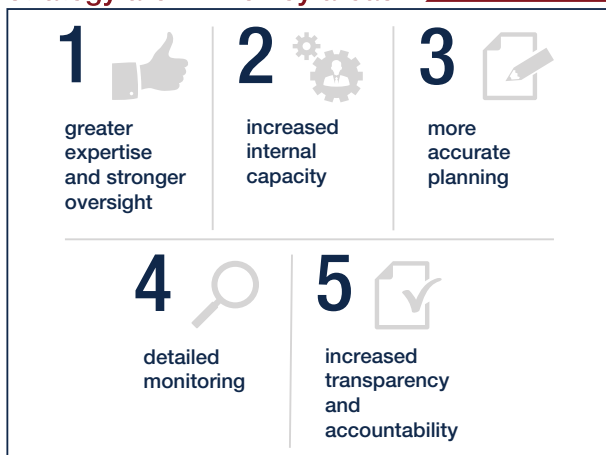 1
greater
expertise
and stronger
oversight
2
increased
internal
capacity
3
more
accurate
planning
4
detailed
monitoring
5
increased
transparency
and
accountability